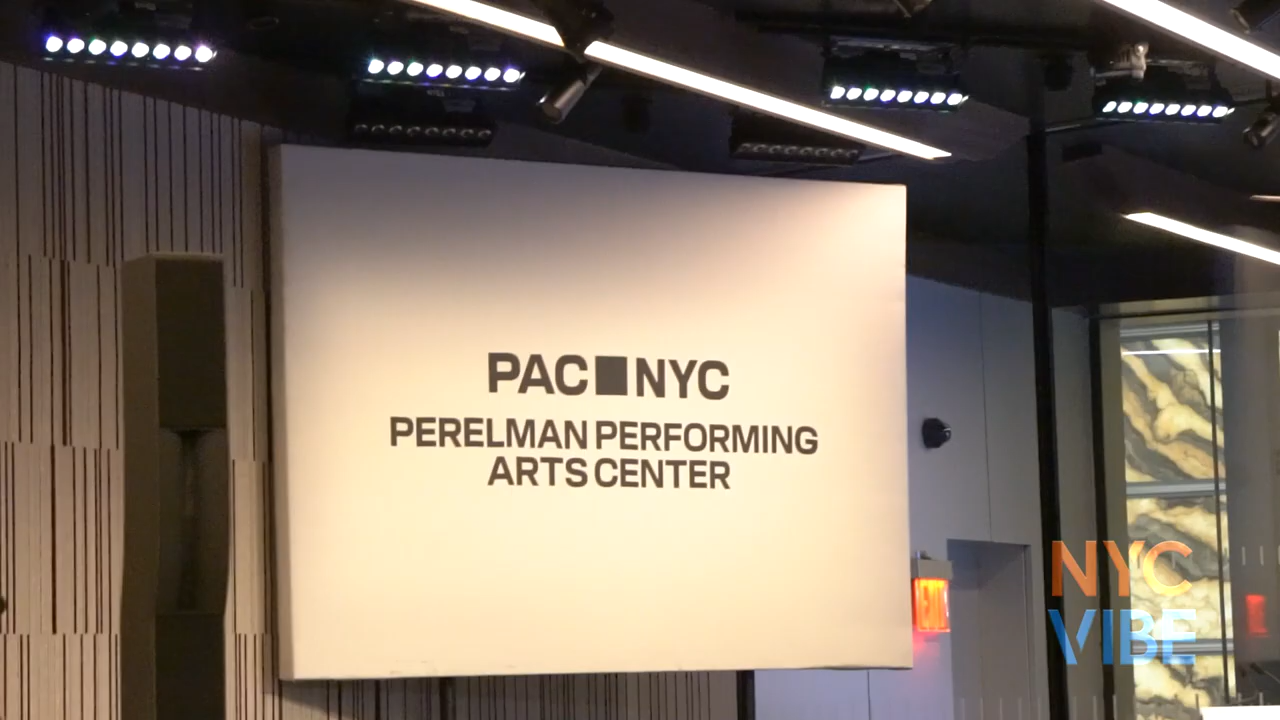 PAC■NYC
PERELMAN PERFORMING
ARTS CENTER
EXIT
NYC
VIBE